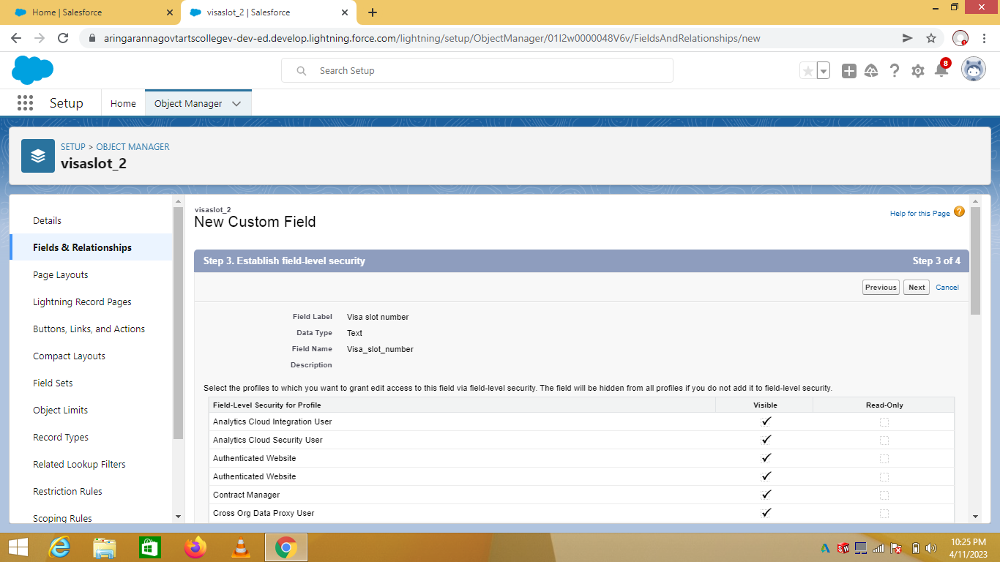 Home | Salesforce
visaslot_2 | Salesforce
aringarannagovtartscollegev-dev-ed.develop.lightning.force.com/lightning/setup/ObjectManager/01I2w0000048V6v/FieldsAndRelationships/new
Search Setup
8
Setup
Home
Object Manager
SETUP > OBJECT MANAGER
visaslot_2
Details
Fields & Relationships
Page Layouts
Lightning Record Pages
Buttons, Links, and Actions
Compact Layouts
Field Sets
Object Limits
Record Types
Related Lookup Filters
Restriction Rules
Scoping Rules
visaslot_2
New Custom Field
Help for this Page ?
Step 3. Establish field-level security Step 3 of 4
Previous Next Cancel
Field Label Visa slot number
Data Type Text
Field Name Visa_slot_number
Description
Select the profiles to which you want to grant edit access to this field via field-level security. The field will be hidden from all profiles if you do not add it to field-level security.
Field-Level Security for Profile Visible Read-Only
Analytics Cloud Integration User
Analytics Cloud Security User
Authenticated Website
Authenticated Website
Contract Manager
Cross Org Data Proxy User
10:25 PM
4/11/2023